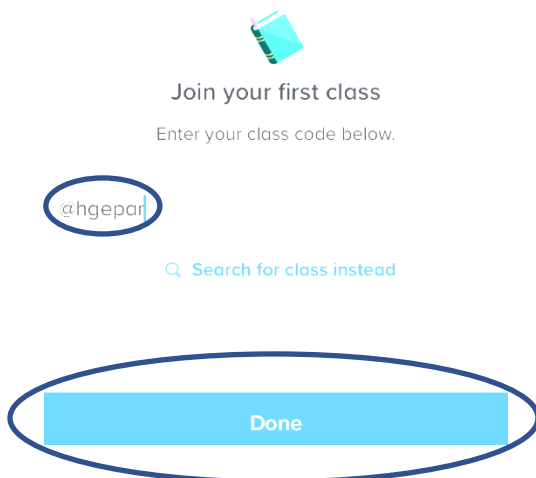 Join your first class
Enter your class code below.
@hgepar
Search for class instead
Done